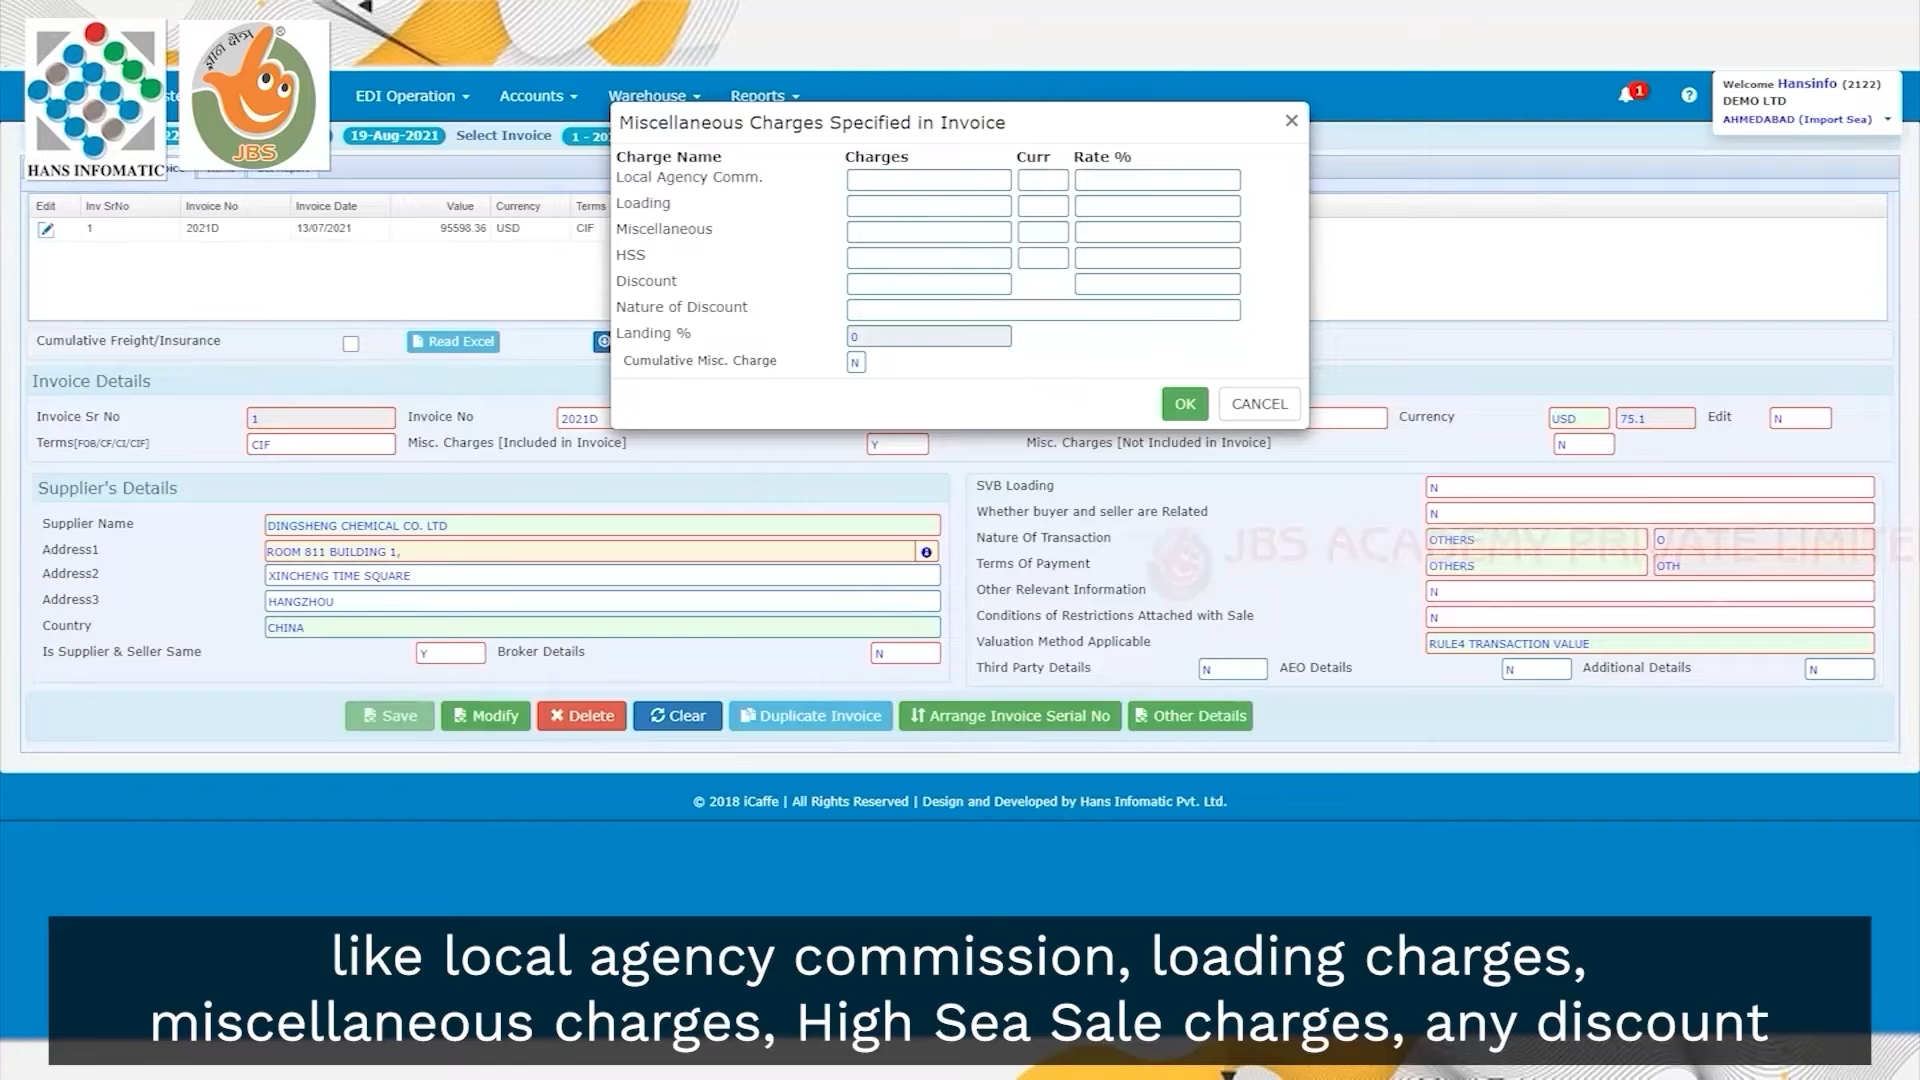 ज्ञान क्षेत्र
®
JBS
HANS INFOMATIC
EDI Operation
Accounts
Warehouse
Reports
1
Welcome Hansinfo (2122)
DEMO LTD
AHMEDABAD (Import Sea)
19-Aug-2021 Select Invoice
Miscellaneous Charges Specified in Invoice
Charge Name Charges Curr Rate %
Local Agency Comm.
Loading
Miscellaneous
HSS
Discount
Nature of Discount
Landing % 0
Cumulative Misc. Charge N
OK CANCEL
Edit Inv SrNo Invoice No Invoice Date Value Currency Terms
1 2021D 13/07/2021 95598.36 USD CIF
Cumulative Freight/Insurance Read Excel
Invoice Details
Invoice Sr No 1 Invoice No 2021D Currency USD 75.1 Edit N
Terms[FOB/CF/CI/CIF] CIF Misc. Charges [Included in Invoice] Y Misc. Charges [Not Included in Invoice] N
Supplier's Details
Supplier Name DINGSHENG CHEMICAL CO. LTD
Address1 ROOM 811 BUILDING 1,
Address2 XINCHENG TIME SQUARE
Address3 HANGZHOU
Country CHINA
Is Supplier & Seller Same Y Broker Details N
SVB Loading N
Whether buyer and seller are Related N
Nature Of Transaction OTHERS O
Terms Of Payment OTHERS OTH
Other Relevant Information N
Conditions of Restrictions Attached with Sale N
Valuation Method Applicable RULE4 TRANSACTION VALUE
Third Party Details N AEO Details N Additional Details N
JBS ACADEMY PRIVATE LIMITE
Save Modify Delete Clear Duplicate Invoice Arrange Invoice Serial No Other Details
© 2018 iCaffe | All Rights Reserved | Design and Developed by Hans Infomatic Pvt. Ltd.
like local agency commission, loading charges,
miscellaneous charges, High Sea Sale charges, any discount